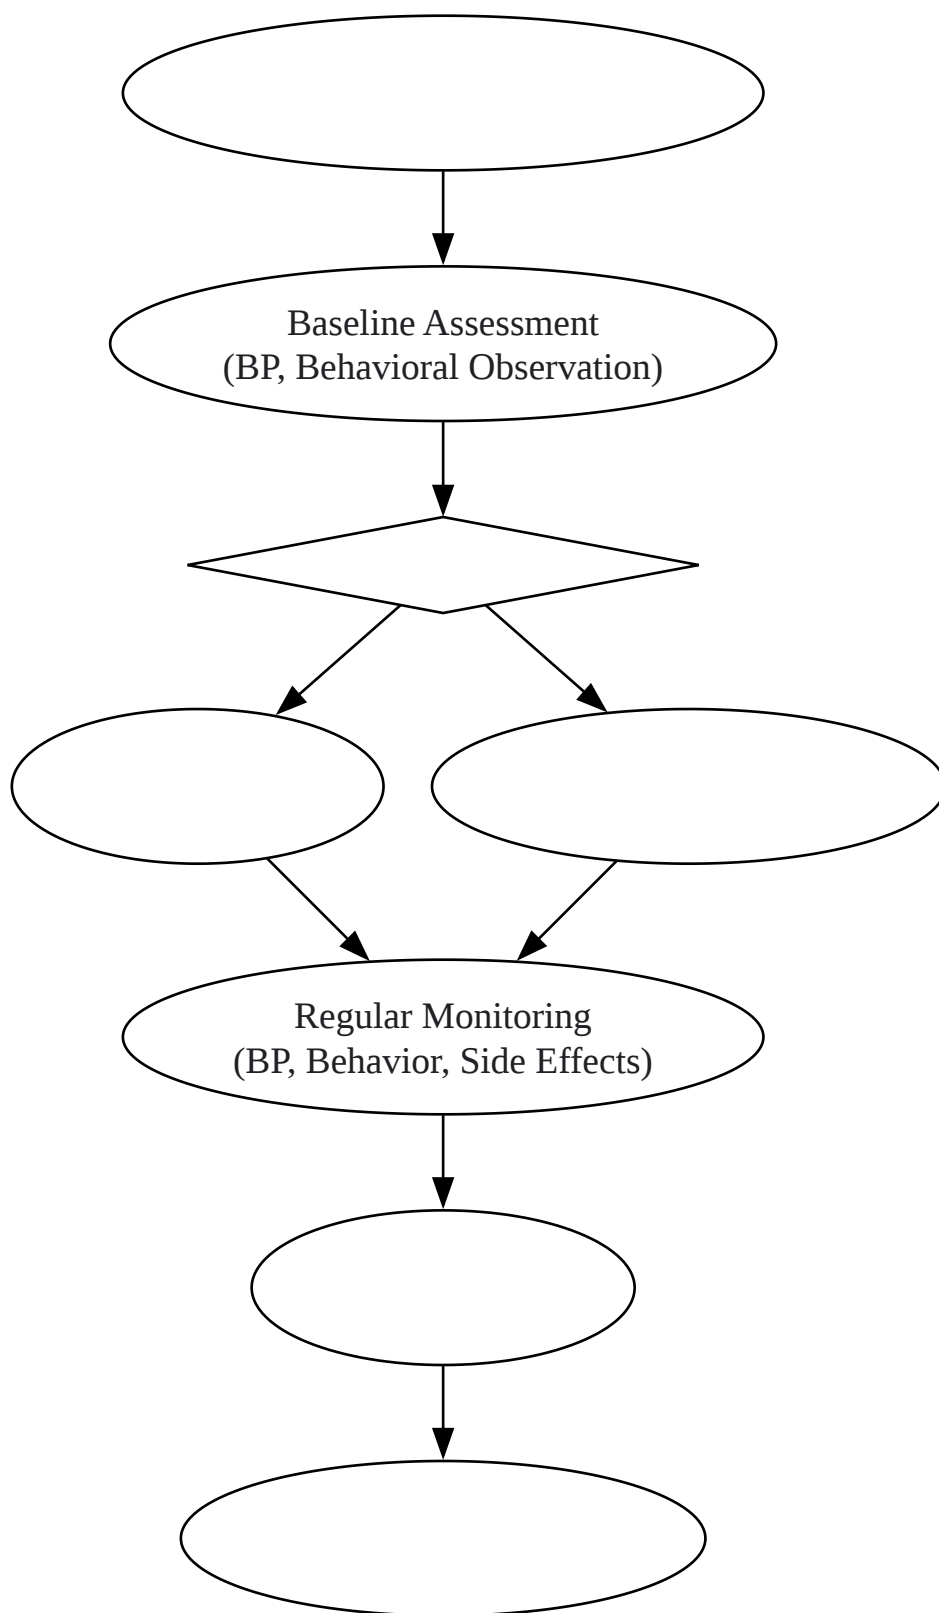 Baseline Assessment
(BP, Behavioral Observation)
Regular Monitoring
(BP, Behavior, Side Effects)